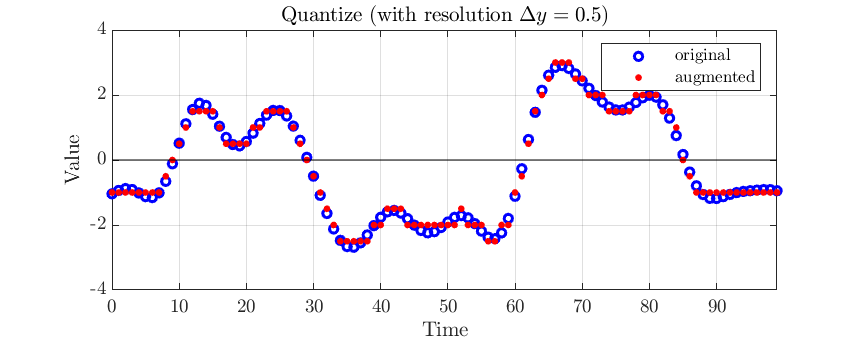 Quantize (with resolution Δy = 0.5)
4
2
0
-2
-4
Value
original
augmented
0 10 20 30 40 50 60 70 80 90
Time